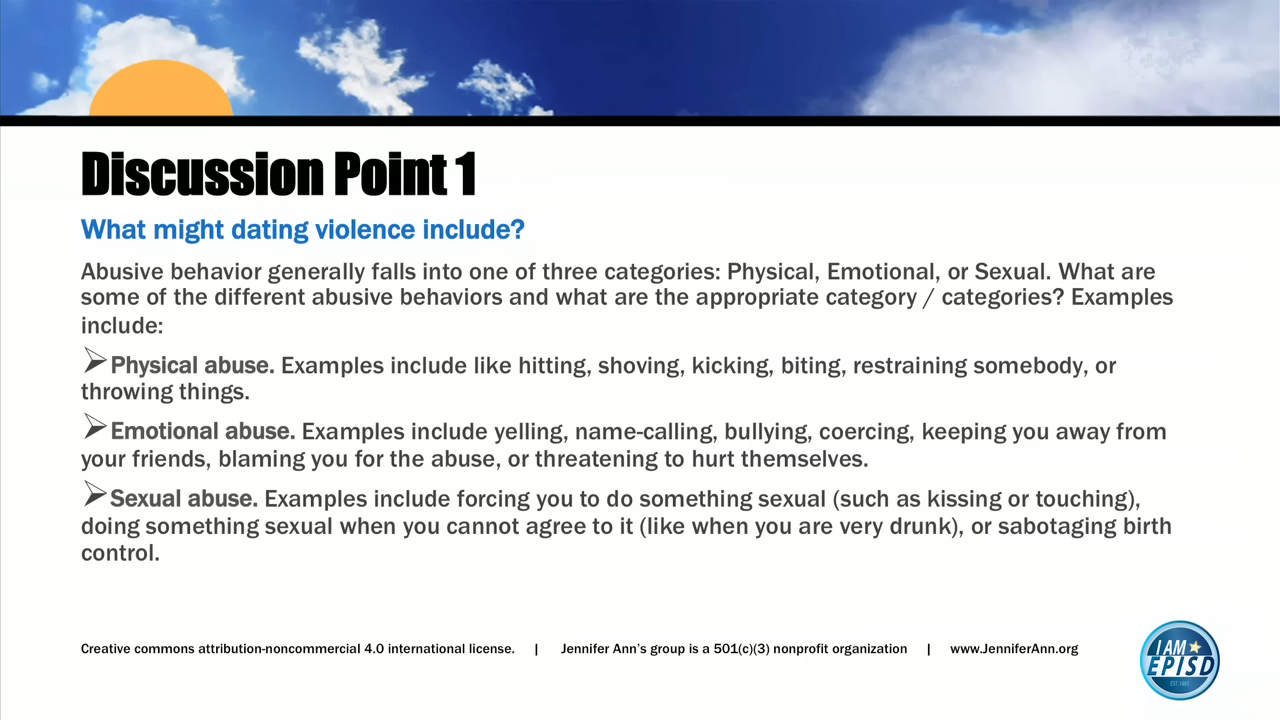 Discussion Point 1
What might dating violence include?
Abusive behavior generally falls into one of three categories: Physical, Emotional, or Sexual. What are
some of the different abusive behaviors and what are the appropriate category / categories? Examples
include:
➢Physical abuse. Examples include like hitting, shoving, kicking, biting, restraining somebody, or
throwing things.
➢Emotional abuse. Examples include yelling, name-calling, bullying, coercing, keeping you away from
your friends, blaming you for the abuse, or threatening to hurt themselves.
➢Sexual abuse. Examples include forcing you to do something sexual (such as kissing or touching),
doing something sexual when you cannot agree to it (like when you are very drunk), or sabotaging birth
control.
Creative commons attribution-noncommercial 4.0 international license. | Jennifer Ann’s group is a 501(c)(3) nonprofit organization | www.JenniferAnn.org
I AM
EPISD